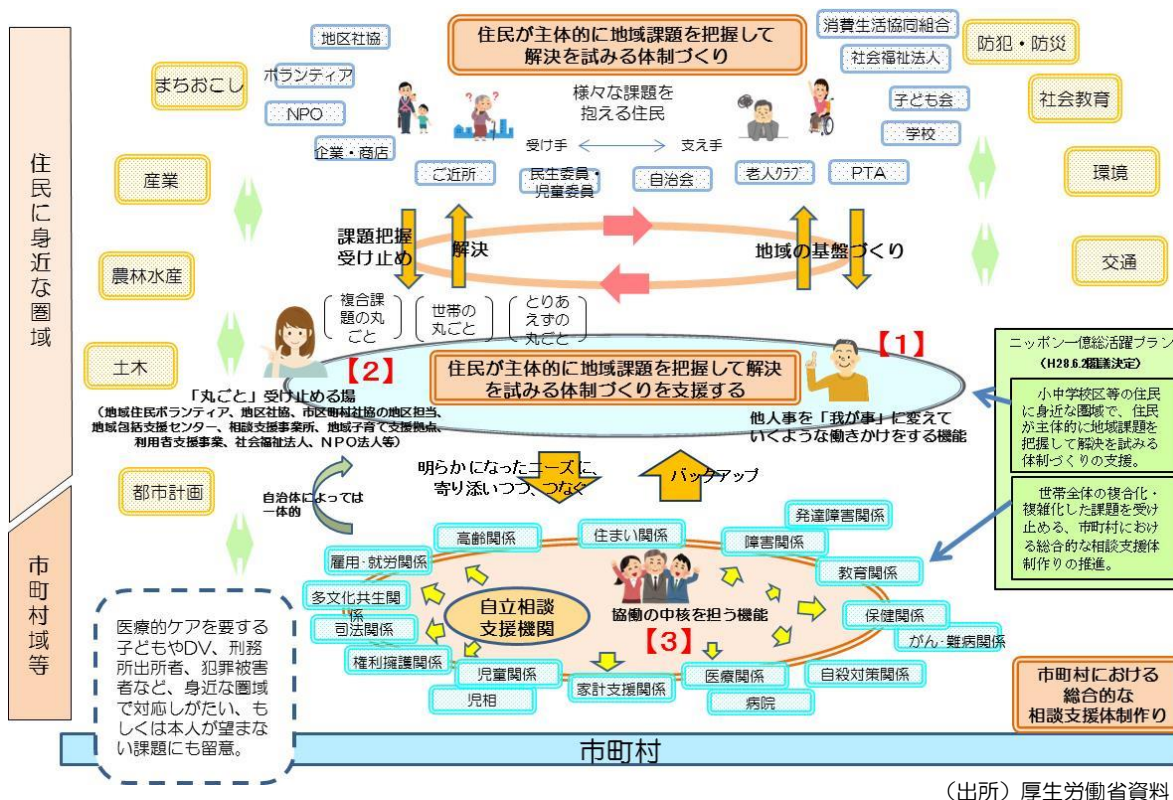 住民に身近な圏域
市町村域等
住民が主体的に地域課題を把握して
解決を試みる体制づくり
地区社協
まちおこし
ボランティア
NPO
企業・商店
産業
農林水産
土木
都市計画
様々な課題を
抱える住民
受け手
支え手
ご近所
民生委員・
児童委員
自治会
老人クラブ
PTA
消費生活協同組合
社会福祉法人
子ども会
学校
防犯・防災
社会教育
環境
交通
課題把握
受け止め
解決
地域の基盤づくり
複合課
題の丸
ごと
世帯の
丸ごと
とりあ
えずの
丸ごと
【1】
【2】
住民が主体的に地域課題を把握して解決
を試みる体制づくりを支援する
「丸ごと」受け止める場
(地域住民ボランティア、地区社協、市区町村社協の地区担当、
地域包括支援センター、相談支援事業所、地域子育て支援拠点、
利用者支援事業、社会福祉法人、NPO法人等)
他人事を「我が事」に変えて
いくような働きかけをする機能
ニッポン一億総活躍プラン
(H28.6.2閣議決定)
小中学校区等の住民
に身近な圏域で、住民
が主体的に地域課題を
把握して解決を試みる
体制づくりの支援。
世帯全体の複合化・
複雑化した課題を受け
止める、市町村におけ
る総合的な相談支援体
制作りの推進。
明らかになったニーズに、
寄り添いつつ、つなぐ
バックアップ
自治体によっては
一体的
高齢関係
住まい関係
障害関係
発達障害関係
雇用・就労関係
教育関係
多文化共生関
係
司法関係
保健関係
がん・難病関係
権利擁護関係
児童関係
児相
家計支援関係
医療関係
病院
自殺対策関係
自立相談
支援機関
協働の中核を担う機能
【3】
医療的ケアを要する
子どもやDV、刑務
所出所者、犯罪被害
者など、身近な圏域
で対応しがたい、も
しくは本人が望まな
い課題にも留意。
市町村における
総合的な
相談支援体制作り
市町村
(出所)厚生労働省資料